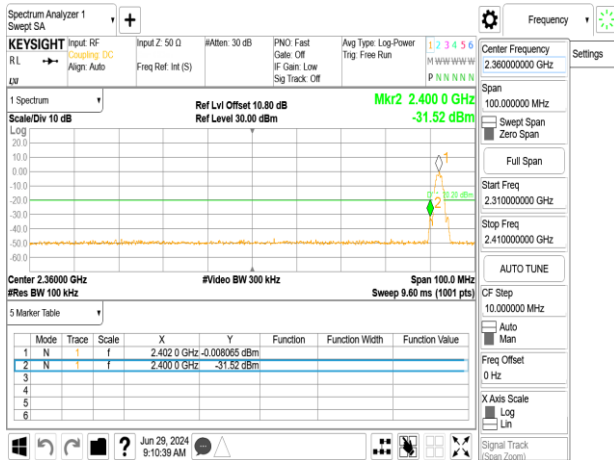 Spectrum Analyzer 1
Swept SA
Frequency
Settings
KEYSIGHT
RL
LXI
Input: RF
Coupling: DC
Align: Auto
Input Z: 50 Ω
Freq Ref: Int (S)
#Atten: 30 dB
PNO: Fast
Gate: Off
IF Gain: Low
Sig Track: Off
Avg Type: Log-Power
Trig: Free Run
1 2 3 4 5 6
M W W W W W
P N N N N N
1 Spectrum
Scale/Div 10 dB
Ref Lvl Offset 10.80 dB
Ref Level 30.00 dBm
Mkr2 2.400 0 GHz
-31.52 dBm
Log
20.0
10.0
0.00
-10.0
-20.0
-30.0
-40.0
-50.0
-60.0
1
2
Center 2.36000 GHz
#Res BW 100 kHz
#Video BW 300 kHz
Span 100.0 MHz
Sweep 9.60 ms (1001 pts)
5 Marker Table
Mode Trace Scale X Y Function Function Width Function Value
1 N 1 f 2.402 0 GHz -0.008065 dBm
2 N 1 f 2.400 0 GHz -31.52 dBm
3
4
5
6
Jun 29, 2024
9:10:39 AM
Center Frequency
2.360000000 GHz
Span
100.000000 MHz
Swept Span
Zero Span
Full Span
Start Freq
2.310000000 GHz
Stop Freq
2.410000000 GHz
AUTO TUNE
CF Step
10.000000 MHz
Auto
Man
Freq Offset
0 Hz
X Axis Scale
Log
Lin
Signal Track
(Span Zoom)